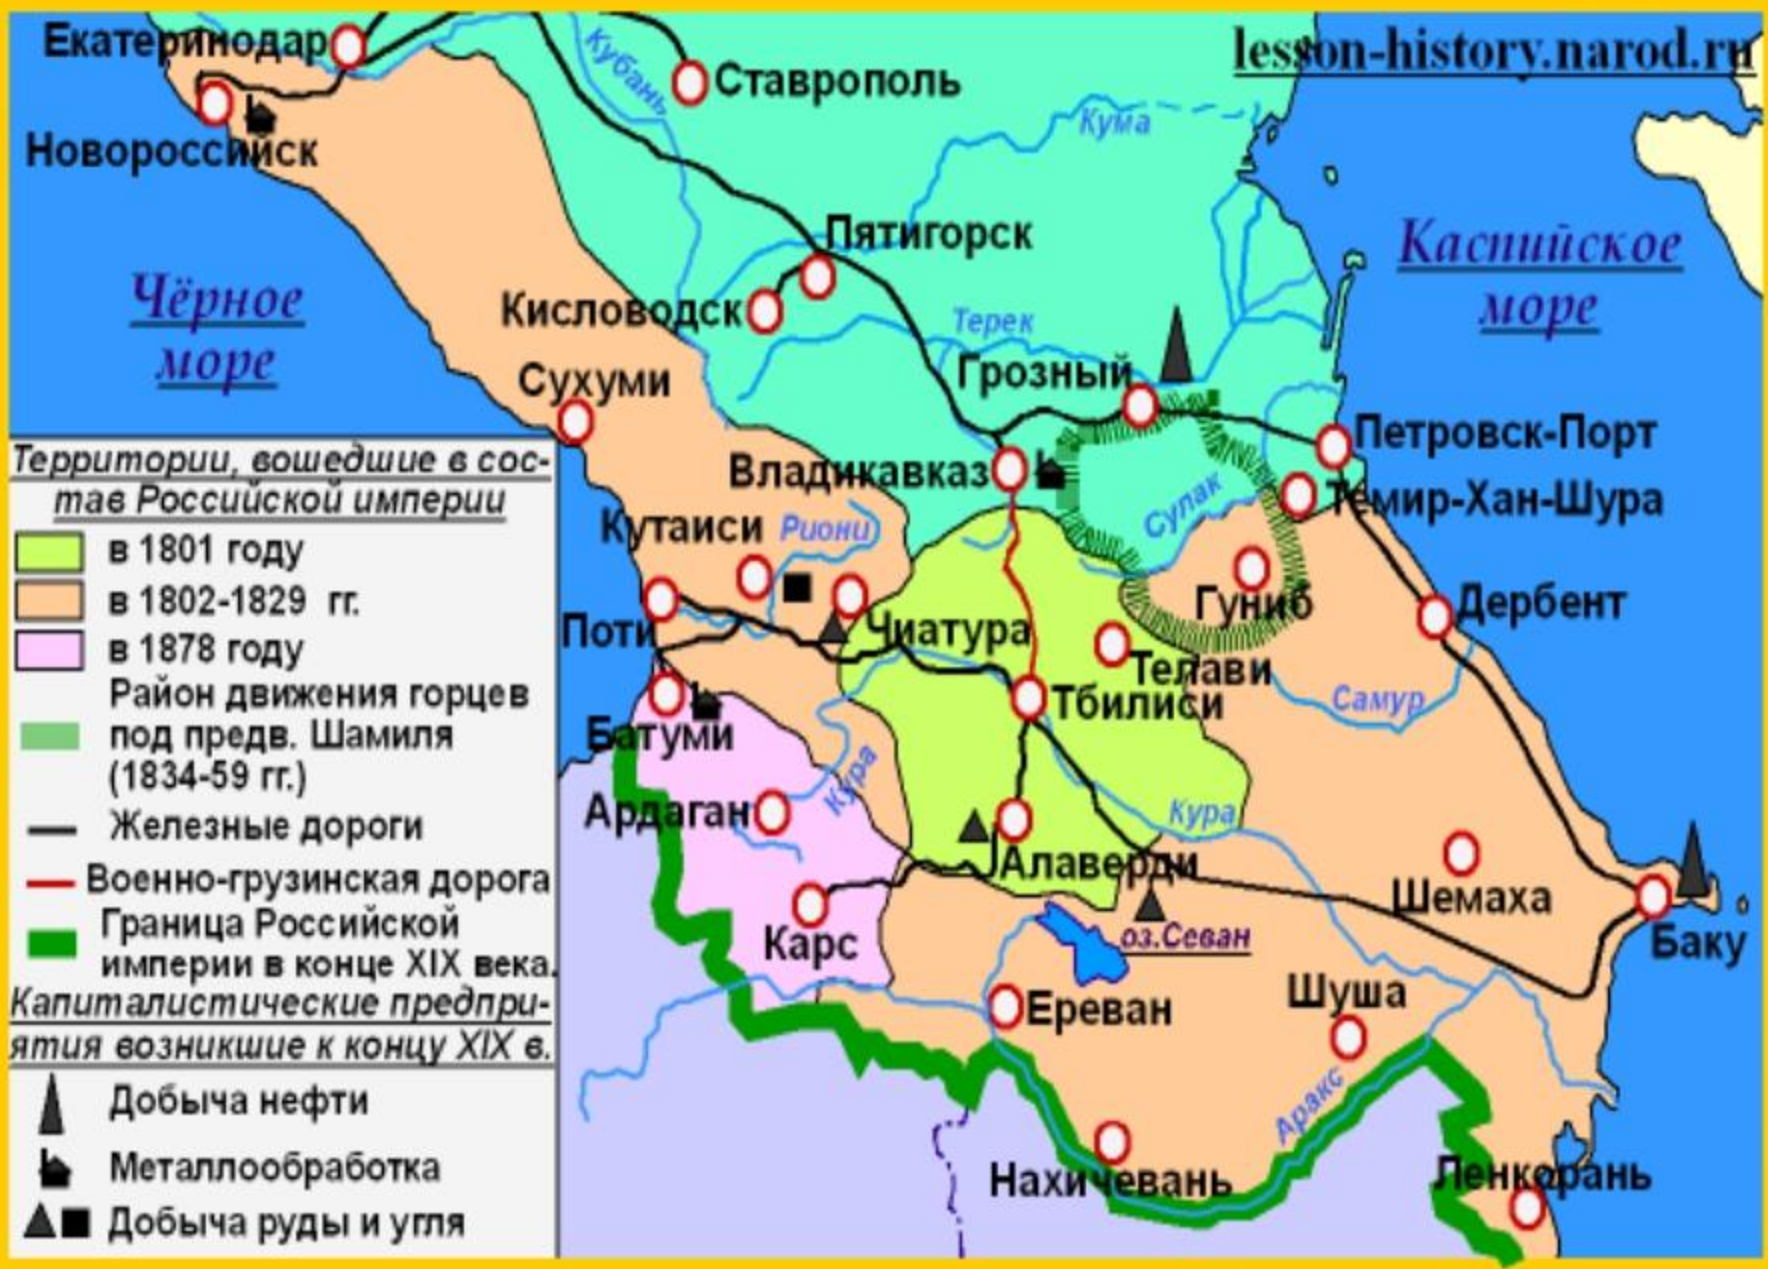 Екатеринодар
Ставрополь
lesson-history.narod.ru
Кубань
Кума
Новороссийск
Пятигорск
Каспийское
море
Чёрное
море
Кисловодск
Терек
Сухуми
Грозный
Петровск-Порт
Владикавказ
Темир-Хан-Шура
Сулак
Кутаиси
Риони
Гуниб
Дербент
Поти
Чиатура
Телави
Тбилиси
Самур
Батуми
Кура
Ардаган
Кура
Алаверди
Шемаха
Карс
оз.Севан
Баку
Ереван
Шуша
Аракс
Нахичевань
Ленкорань
Территории, вошедшие в сос-
тав Российской империи
в 1801 году
в 1802-1829 гг.
в 1878 году
Район движения горцев
под предв. Шамиля
(1834-59 гг.)
Железные дороги
Военно-грузинская дорога
Граница Российской
империи в конце XIX века.
Капиталистические предпри-
ятия возникшие к концу XIX в.
Добыча нефти
Металлообработка
Добыча руды и угля